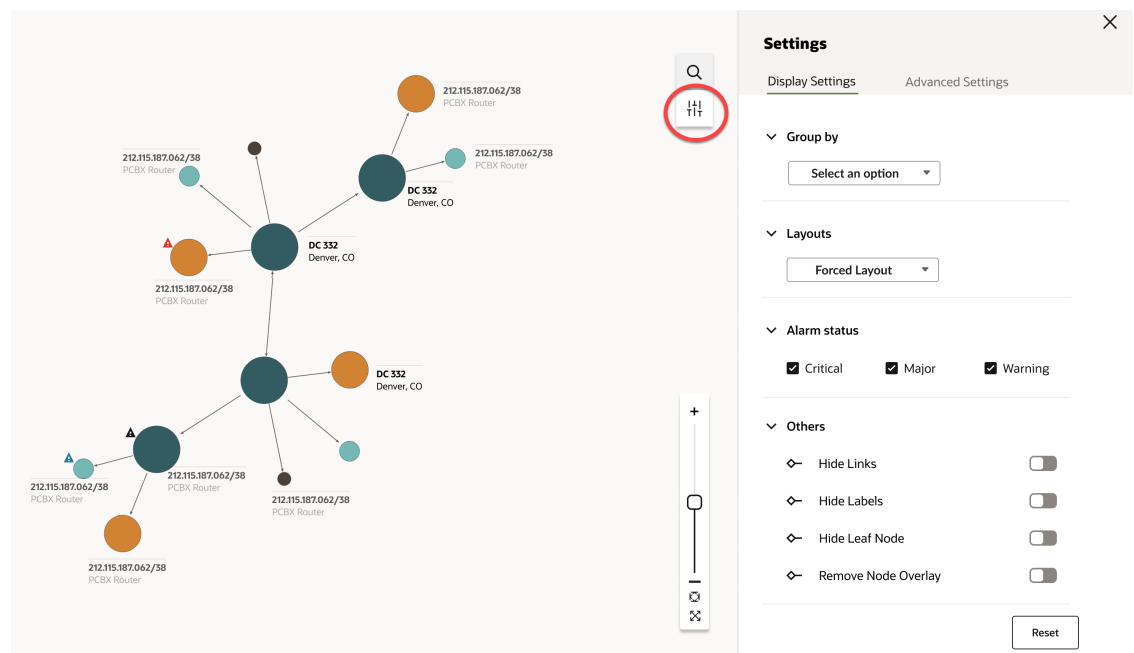 212.115.187.062/38
PCBX Router
212.115.187.062/38
PCBX Router
212.115.187.062/38
PCBX Router
DC 332
Denver, CO
DC 332
Denver, CO
212.115.187.062/38
PCBX Router
DC 332
Denver, CO
212.115.187.062/38
PCBX Router
212.115.187.062/38
PCBX Router
212.115.187.062/38
PCBX Router
212.115.187.062/38
PCBX Router
Settings
Display Settings
Advanced Settings
Group by
Select an option
Layouts
Forced Layout
Alarm status
Critical
Major
Warning
Others
Hide Links
Hide Labels
Hide Leaf Node
Remove Node Overlay
Reset